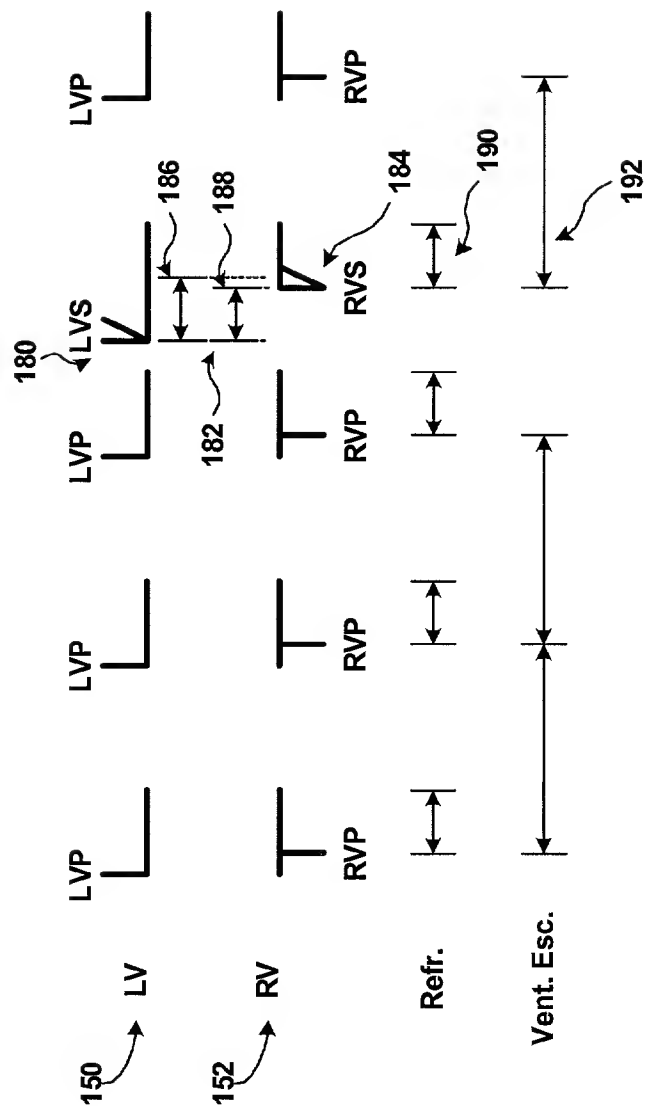 LVP LVP LVP LVS LVP
180
150 LV
186
188
182
152 RV
184
RVP RVP RVP RVS RVP
190
Refr.
Vent. Esc.
192